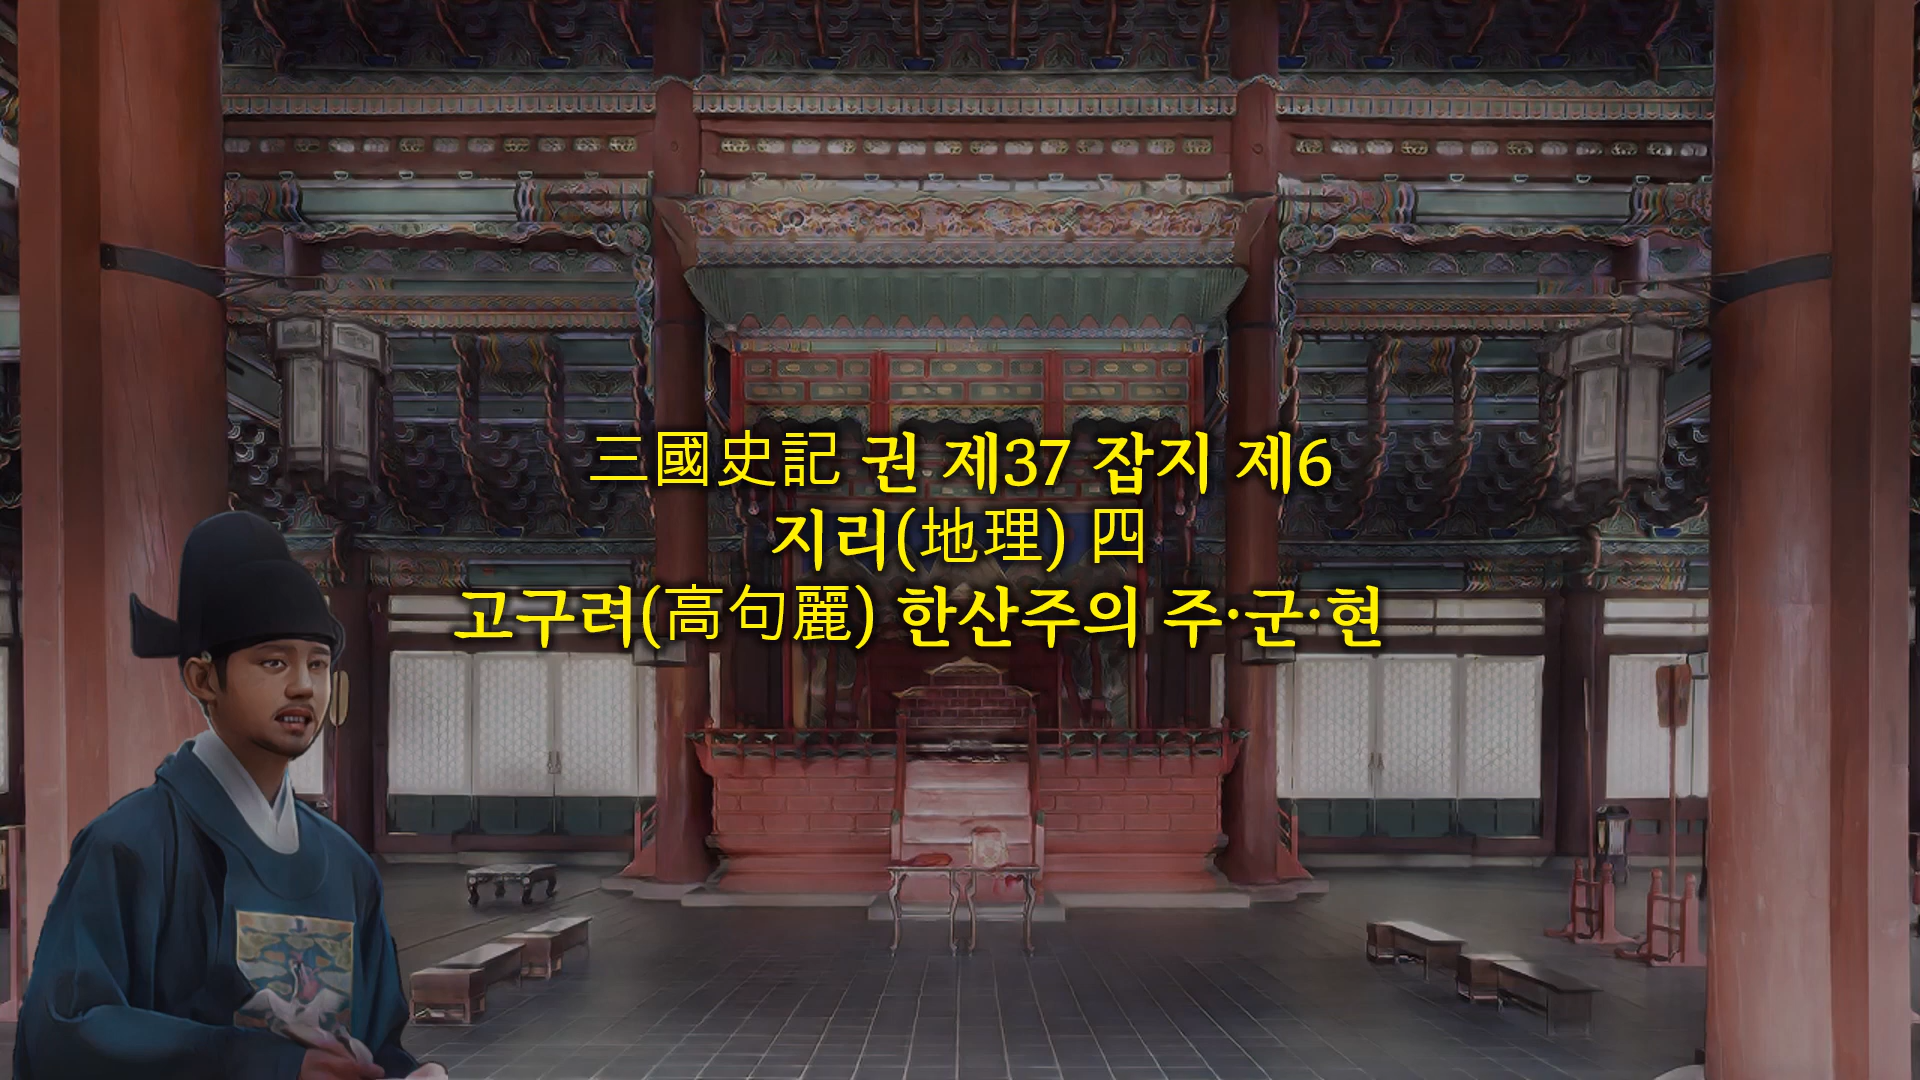 三國史記 권 제37 잡지 제6
지리(地理) 四
고구려(高句麗) 한산주의 주·군·현